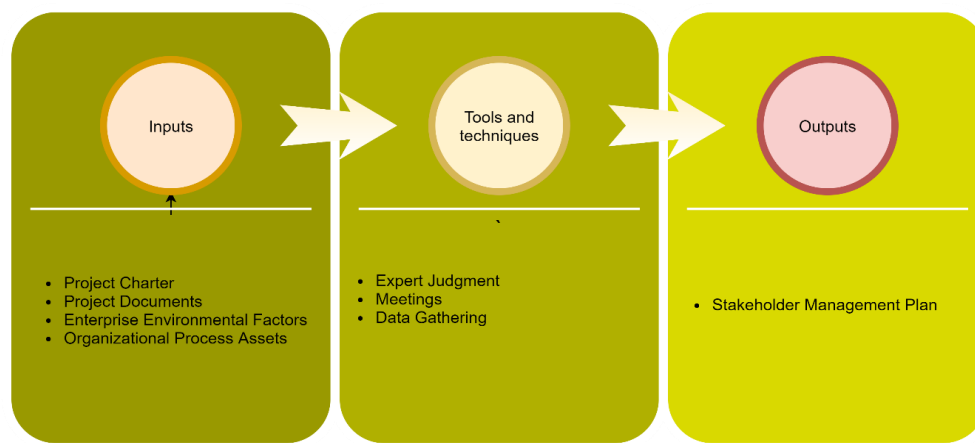 Inputs
Tools and
techniques
Outputs
• Project Charter
• Project Documents
• Enterprise Environmental Factors
• Organizational Process Assets
`
• Expert Judgment
• Meetings
• Data Gathering
• Stakeholder Management Plan